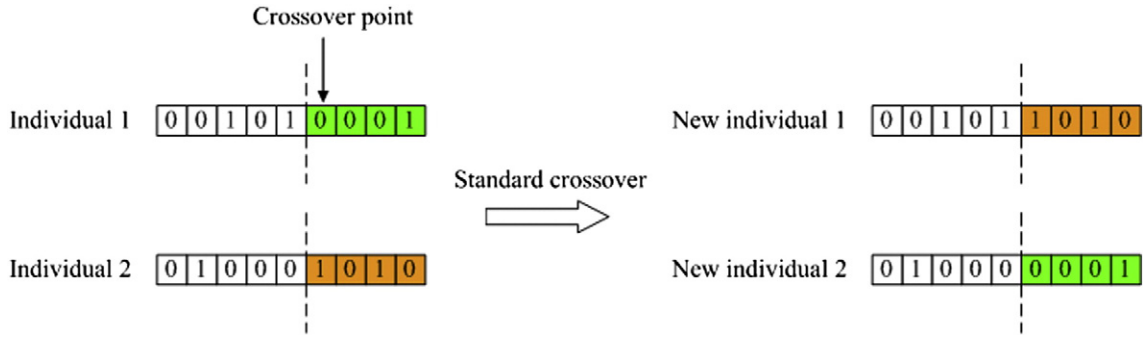 Crossover point
Individual 1 0 0 1 0 1 0 0 0 1
New individual 1 0 0 1 0 1 1 0 1 0
Standard crossover
Individual 2 0 1 0 0 0 1 0 1 0
New individual 2 0 1 0 0 0 0 0 0 1